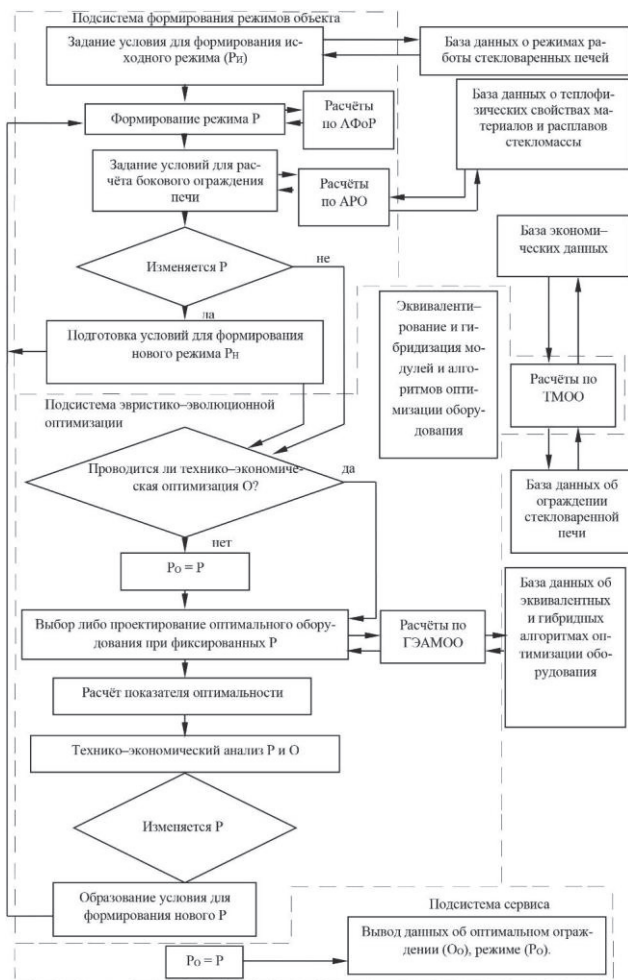 Подсистема формирования режимов объекта
Задание условия для формирования ис-
ходного режима (Ри)
База данных о режимах ра-
боты стекловаренных печей
База данных о теплофи-
зических свойствах мате-
риалов и расплавов
стекломассы
Формирование режима Р
Расчёты
по АФоР
Задание условий для рас-
чёта бокового ограждения
печи
Расчёты
по АРО
База экономи-
ческих данных
Изменяется Р
не
ла
Подготовка условий для формирования
нового режима Рн
Эквивалент-
ирование и ги-
бридизация мо-
дулей и алго-
ритмов опти-
мизации обору-
дования
Расчёты по
ТМОО
Подсистема эвристико–эволюционной
оптимизации
Проводится ли технико–экономиче-
ская оптимизация О?
да
нет
База данных об
ограждении
стекловаренной
печи
Ро = Р
Выбор либо проектирование оптимального обору-
дования при фиксированных Р
Расчёты по
ГЭАМОО
База данных об
эквивалентных
и гибридных
алгоритмах оп-
тимизации обо-
рудования
Расчёт показателя оптимальности
Технико–экономический анализ Р и О
Изменяется Р
Образование условия для
формирования нового Р
Подсистема сервиса
Вывод данных об оптимальном ограж-
дении (Оо), режиме (Ро).
Ро = Р